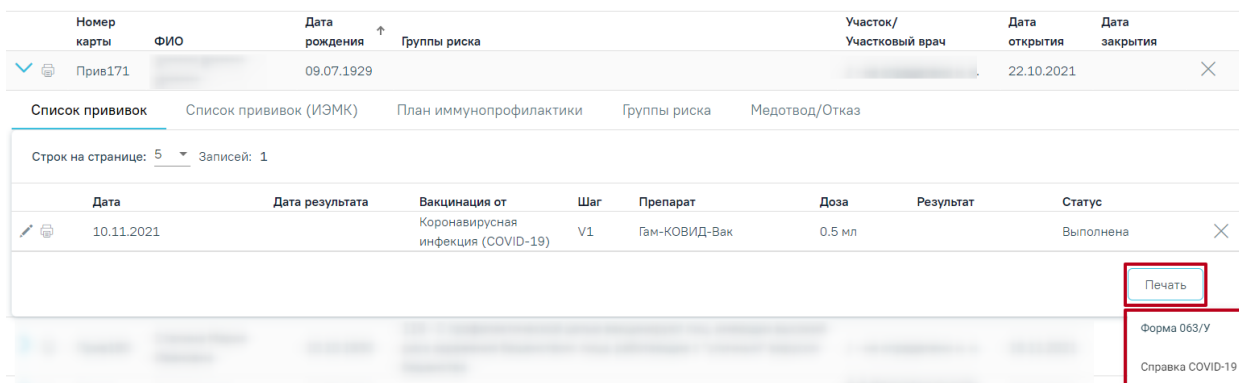 Номер карты ФИО Дата рождения Группы риска Участок/ Участковый врач Дата открытия Дата закрытия
Прив171 09.07.1929 22.10.2021
Список прививок Список прививок (ИЭМК) План иммунопрофилактики Группы риска Медотвод/Отказ
Строк на странице: 5 Записей: 1
Дата Дата результата Вакцинация от Шаг Препарат Доза Результат Статус
10.11.2021 Коронавирусная инфекция (COVID-19) V1 Гам-КОВИД-Вак 0.5 мл Выполнена
Печать
Форма 063/У
Справка COVID-19